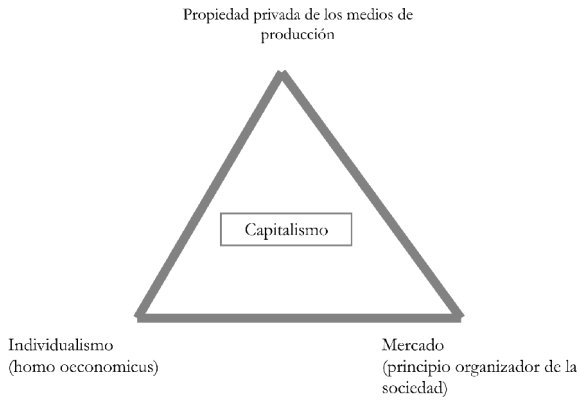 Propiedad privada de los medios de
producción
Capitalismo
Individualismo
(homo oeconomicus)
Mercado
(principio organizador de la
sociedad)